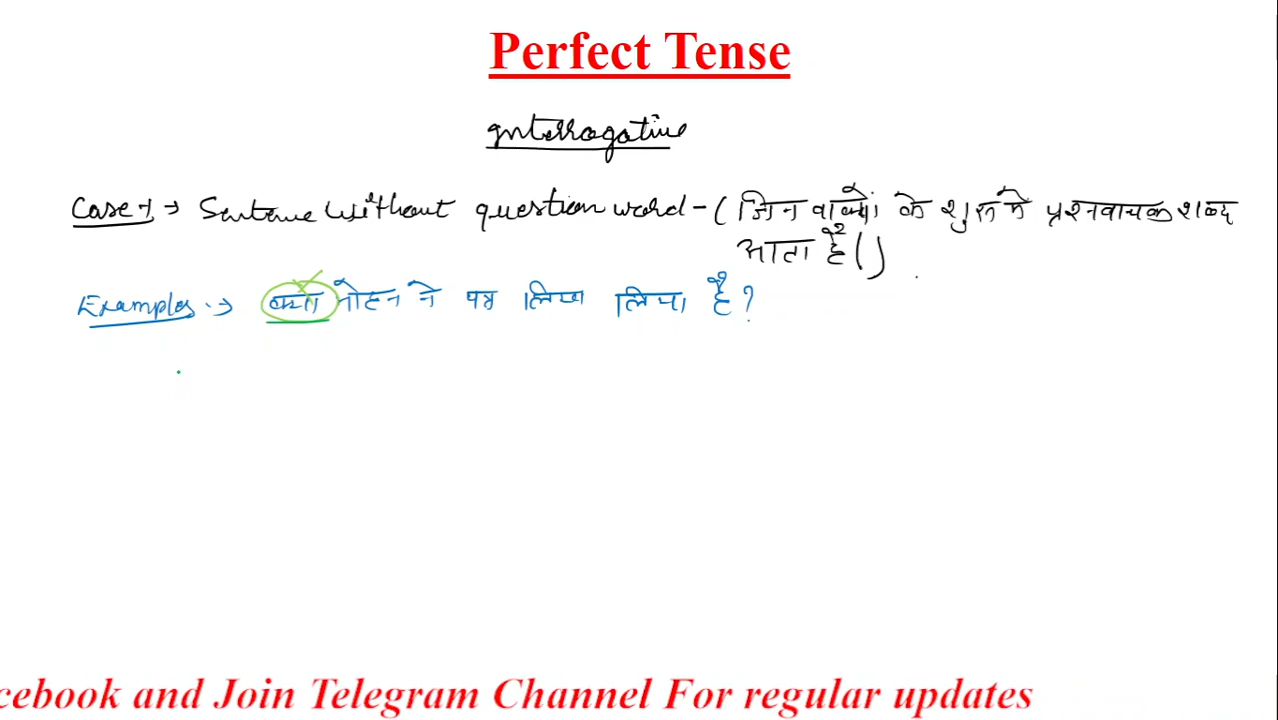 Perfect Tense
Interrogative
Case 1 → Sentence Without question word - ( जिन वाक्यों के शुरू में प्रश्नवाचक शब्द
आता है ( ) )
Examples :→ क्या मोहन ने पत्र लिख लिया है ?
cebook and Join Telegram Channel For regular updates